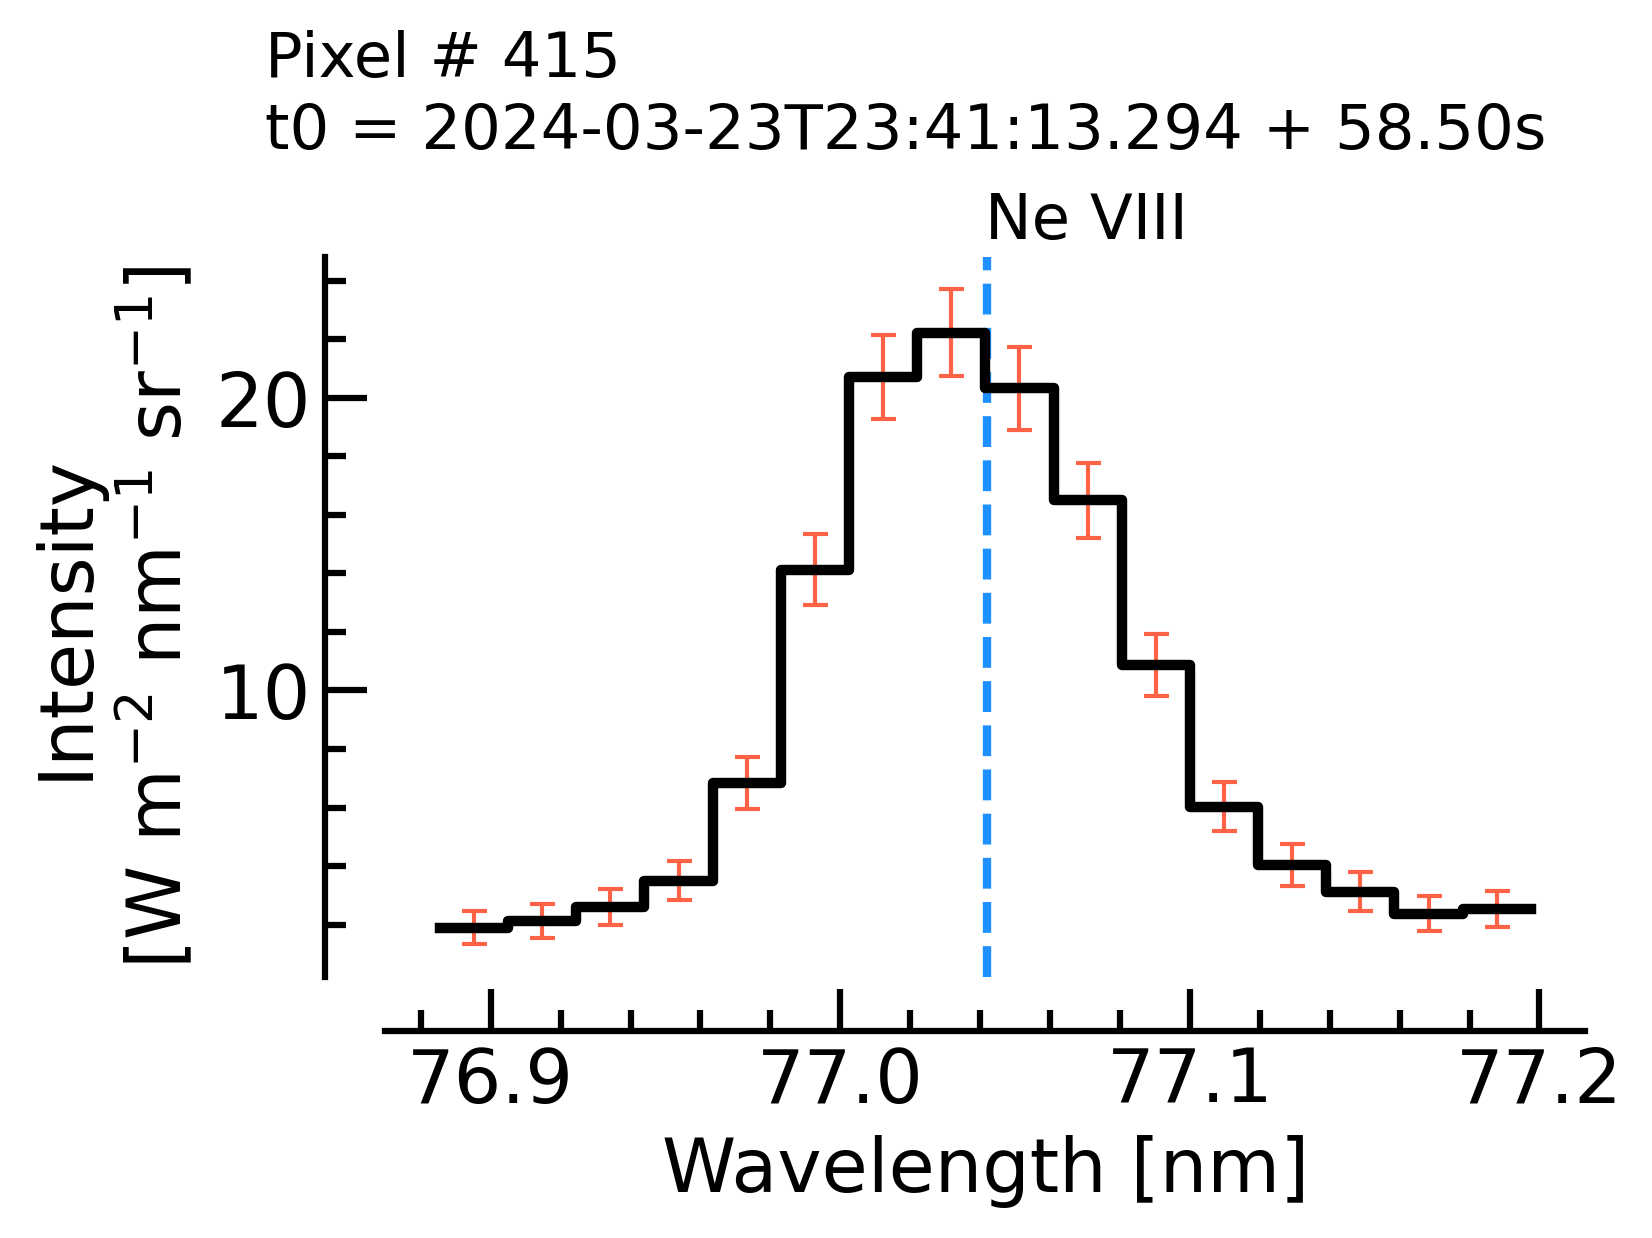 Pixel # 415
t0 = 2024-03-23T23:41:13.294 + 58.50s
Ne VIII
Intensity
[W m⁻² nm⁻¹ sr⁻¹]
20
10
76.9 77.0 77.1 77.2
Wavelength [nm]